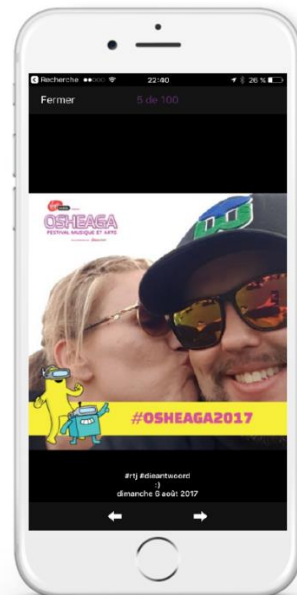 Recherche
22:40
26 %
Fermer
5 de 100
OSHEAGA
FESTIVAL MUSIQUE ET ARTS
#OSHEAGA2017
#rtj #dieantwoord
:)
dimanche 6 août 2017